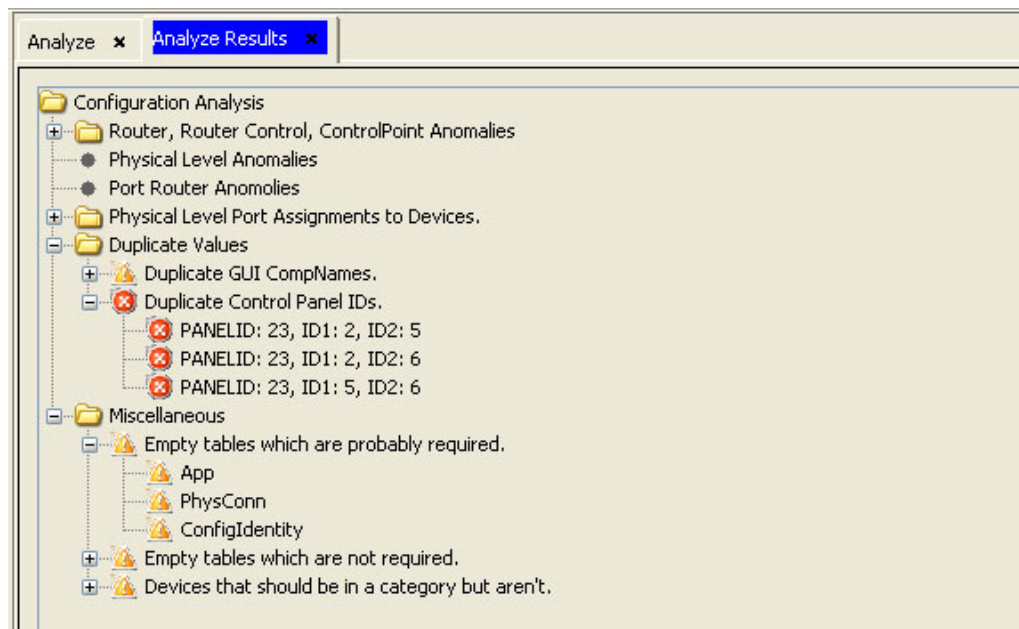 Analyze
Analyze Results
Configuration Analysis
Router, Router Control, ControlPoint Anomalies
Physical Level Anomalies
Port Router Anomolies
Physical Level Port Assignments to Devices.
Duplicate Values
Duplicate GUI CompNames.
Duplicate Control Panel IDs.
PANELID: 23, ID1: 2, ID2: 5
PANELID: 23, ID1: 2, ID2: 6
PANELID: 23, ID1: 5, ID2: 6
Miscellaneous
Empty tables which are probably required.
App
PhysConn
ConfigIdentity
Empty tables which are not required.
Devices that should be in a category but aren't.